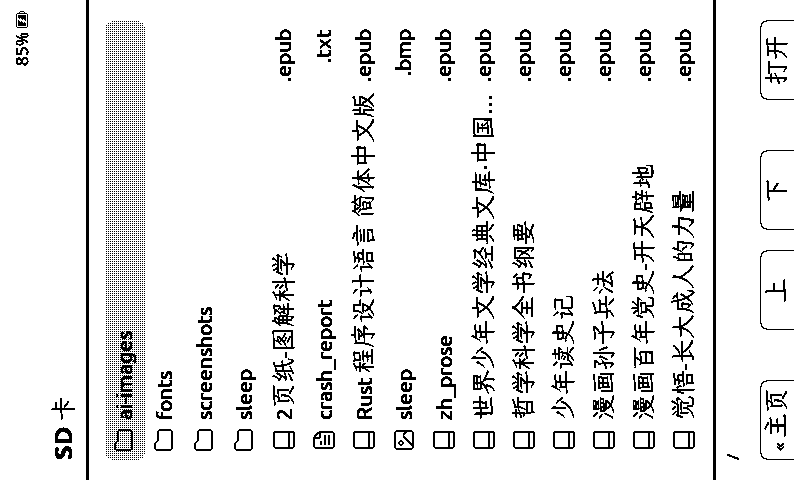 85%
SD 卡
ai-images
fonts
screenshots
sleep
2页纸-图解科学 .epub
crash_report .txt
Rust 程序设计语言 简体中文版 .epub
sleep .bmp
zh_prose .epub
世界少年文学经典文库·中国… .epub
哲学科学全书纲要 .epub
少年读史记 .epub
漫画孙子兵法 .epub
漫画百年党史-开天辟地 .epub
觉悟-长大成人的力量 .epub
/
«主页 上 下 打开